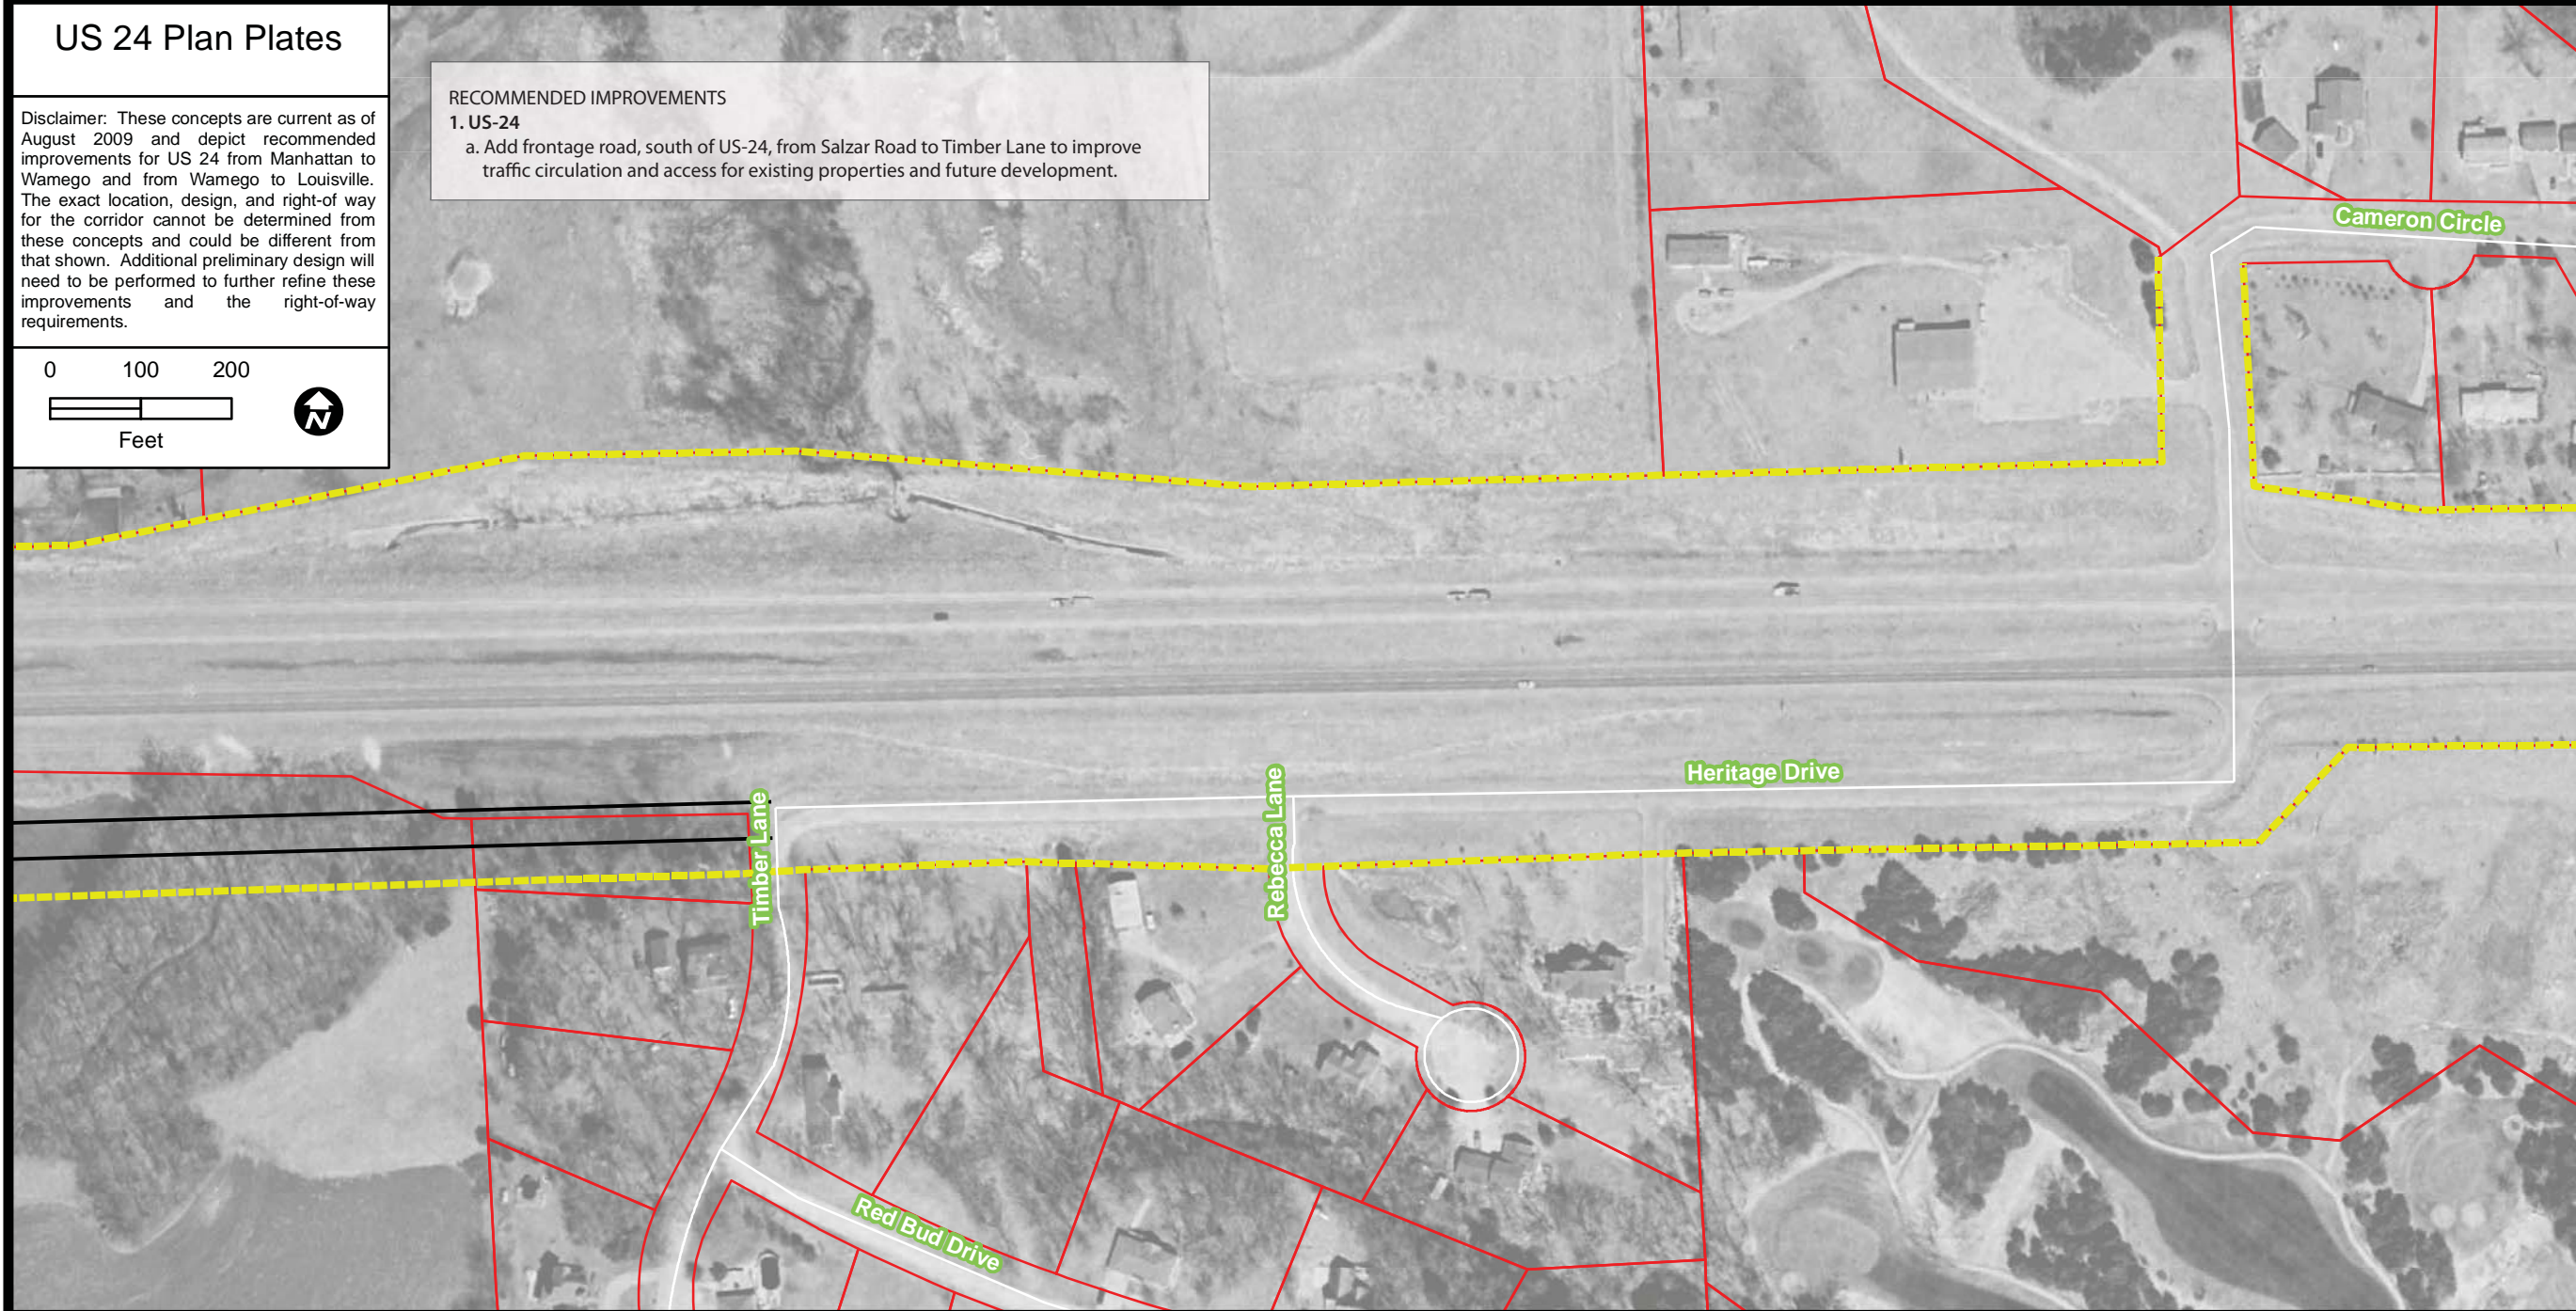 US 24 Plan Plates
Disclaimer: These concepts are current as of
August 2009 and depict recommended
improvements for US 24 from Manhattan to
Wamego and from Wamego to Louisville.
The exact location, design, and right-of way
for the corridor cannot be determined from
these concepts and could be different from
that shown. Additional preliminary design will
need to be performed to further refine these
improvements and the right-of-way
requirements.
0 100 200
Feet
N
RECOMMENDED IMPROVEMENTS
1. US-24
a. Add frontage road, south of US-24, from Salzar Road to Timber Lane to improve
traffic circulation and access for existing properties and future development.
Cameron Circle
Heritage Drive
Timber Lane
Rebecca Lane
Red Bud Drive